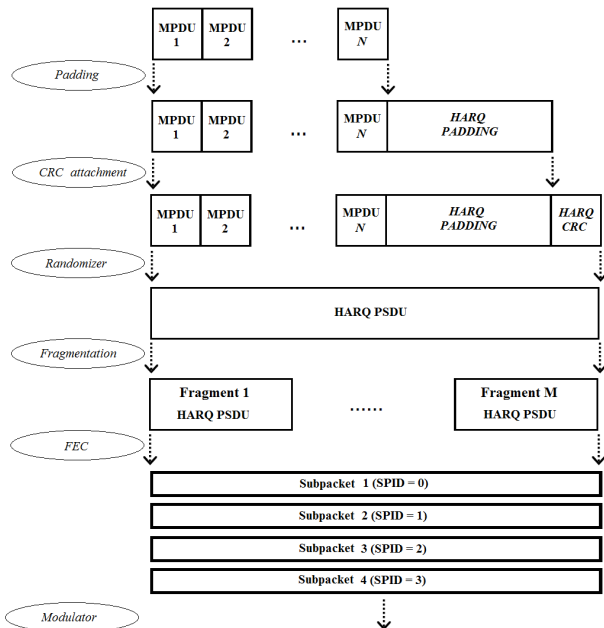 MPDU MPDU ... MPDU
1 2 N
Padding
MPDU MPDU ... MPDU HARQ
1 2 N PADDING
CRC attachment
MPDU MPDU ... MPDU HARQ HARQ
1 2 N PADDING CRC
Randomizer
HARQ PSDU
Fragmentation
Fragment 1 ...... Fragment M
HARQ PSDU HARQ PSDU
FEC
Subpacket 1 (SPID = 0)
Subpacket 2 (SPID = 1)
Subpacket 3 (SPID = 2)
Subpacket 4 (SPID = 3)
Modulator